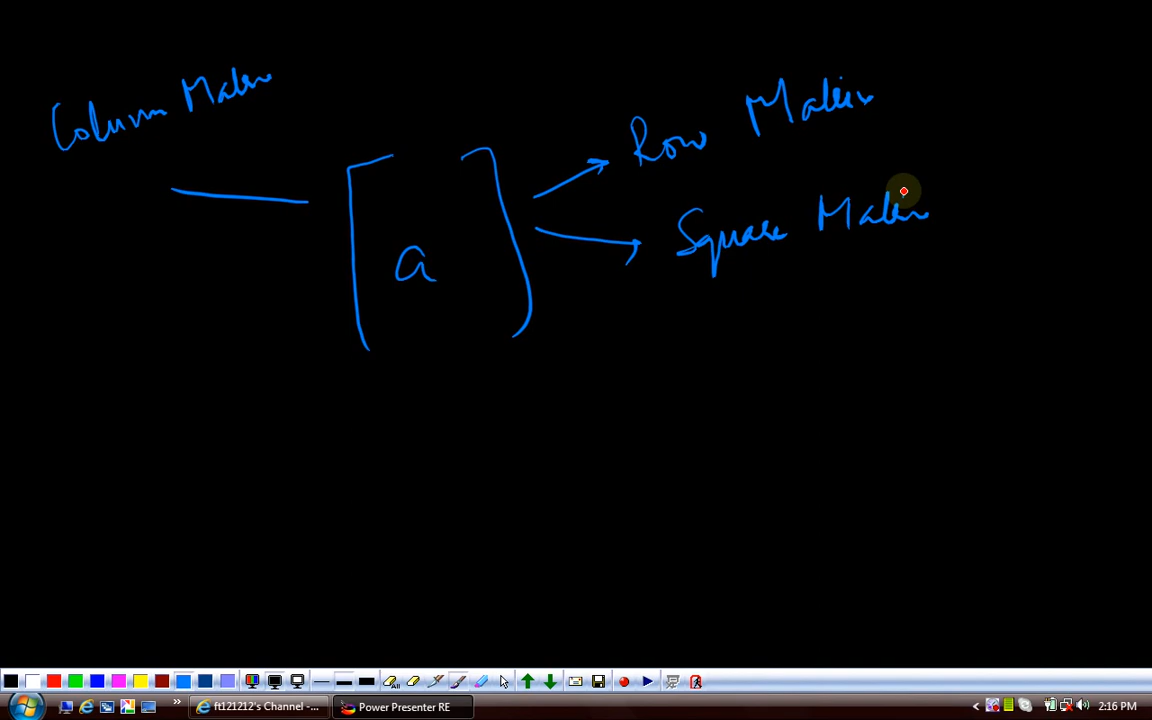 Column Matrix
Row Matrix
a
Square Matrix
ft121212's Channel -...
Power Presenter RE
2:16 PM